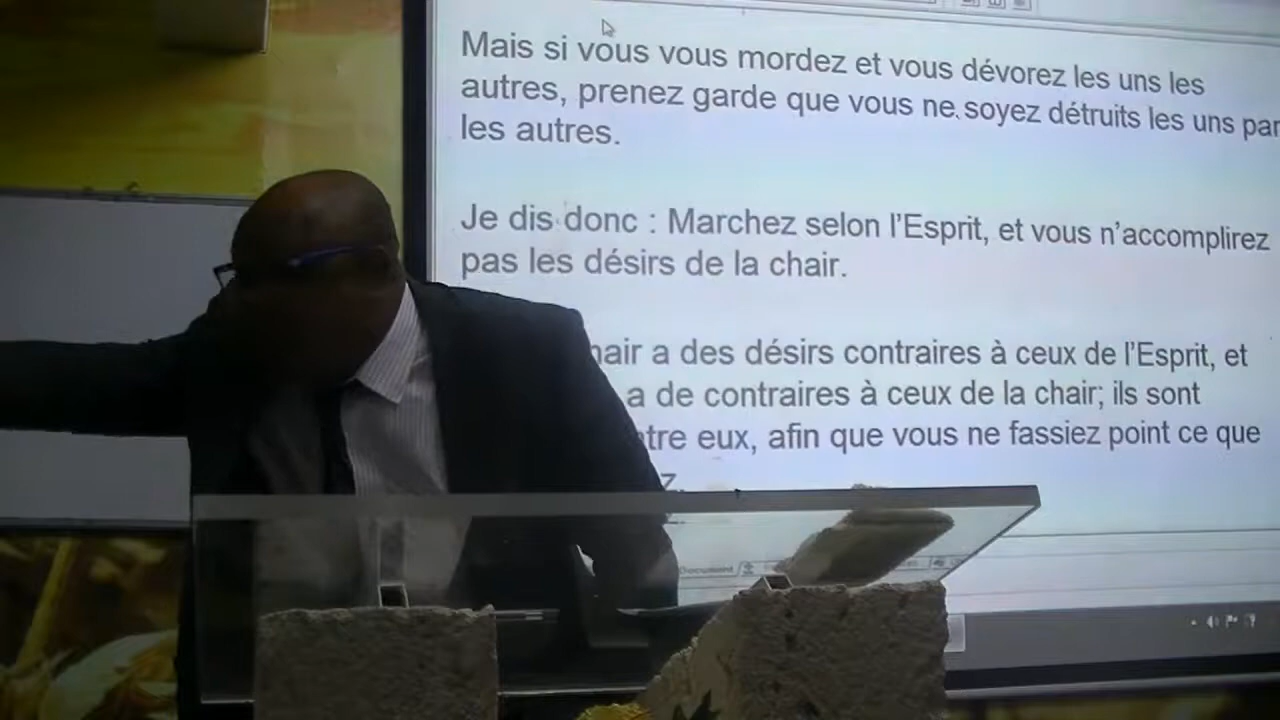 Mais si vous vous mordez et vous dévorez les uns les
autres, prenez garde que vous ne soyez détruits les uns par
les autres.
Je dis donc : Marchez selon l’Esprit, et vous n’accomplirez
pas les désirs de la chair.
hair a des désirs contraires à ceux de l’Esprit, et
a de contraires à ceux de la chair; ils sont
tre eux, afin que vous ne fassiez point ce que
z.
Document